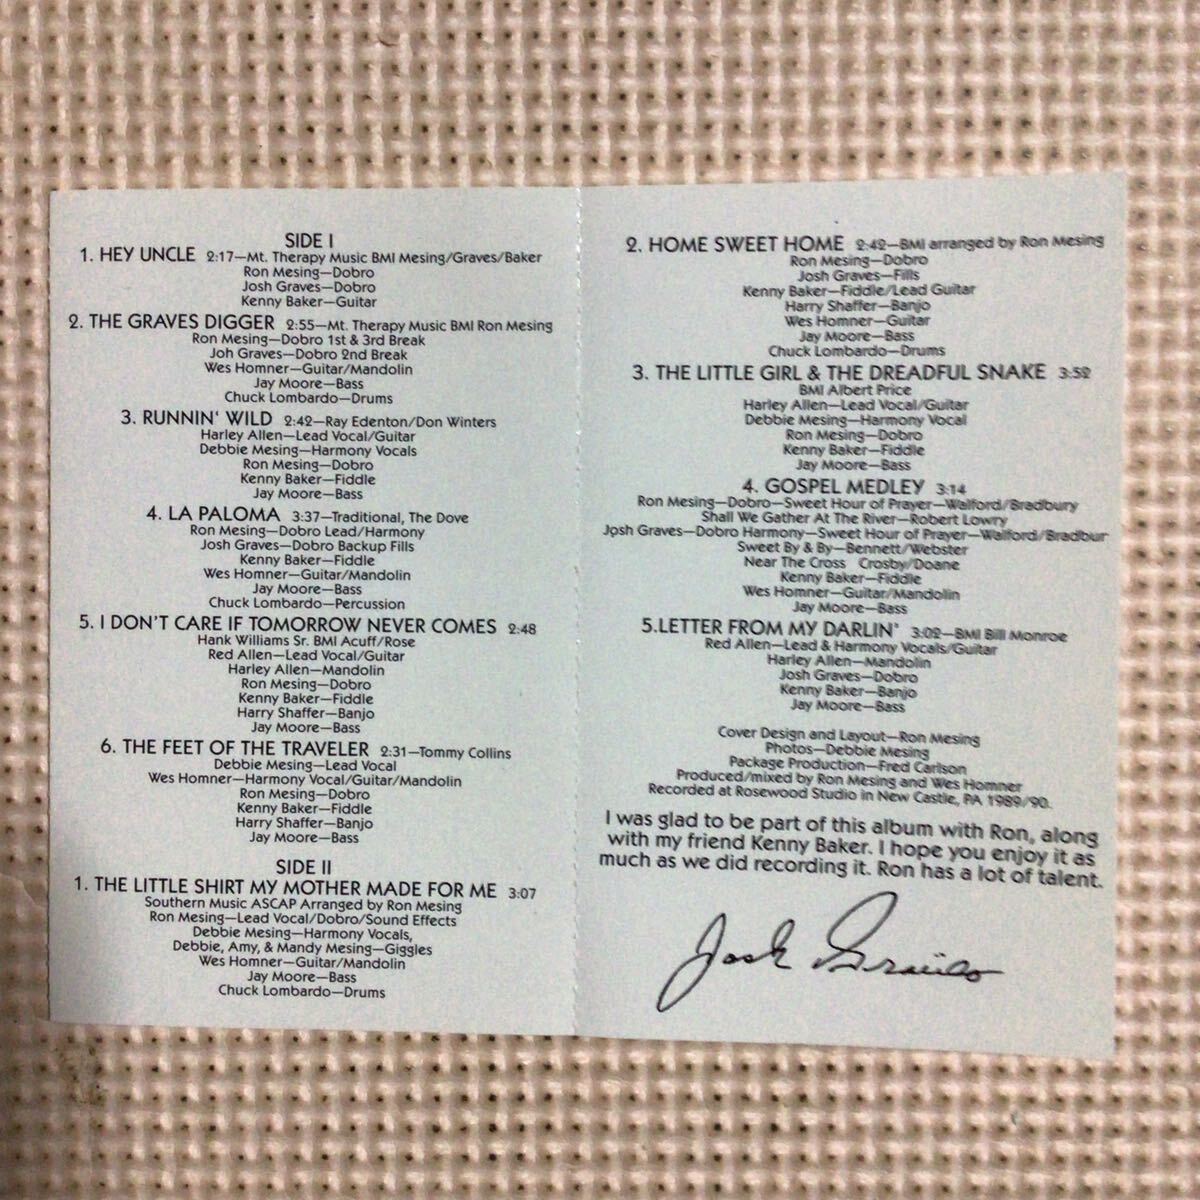 SIDE I
1. HEY UNCLE 2:17—Mt. Therapy Music BMI Mesing/Graves/Baker
Ron Mesing—Dobro
Josh Graves—Dobro
Kenny Baker—Guitar
2. THE GRAVES DIGGER 2:55—Mt. Therapy Music BMI Ron Mesing
Ron Mesing—Dobro 1st & 3rd Break
Joh Graves—Dobro 2nd Break
Wes Homner—Guitar/Mandolin
Jay Moore—Bass
Chuck Lombardo—Drums
3. RUNNIN' WILD 2:42—Ray Edenton/Don Winters
Harley Allen—Lead Vocal/Guitar
Debbie Mesing—Harmony Vocals
Ron Mesing—Dobro
Kenny Baker—Fiddle
Jay Moore—Bass
4. LA PALOMA 3:37—Traditional, The Dove
Ron Mesing—Dobro Lead/Harmony
Josh Graves—Dobro Backup Fills
Kenny Baker—Fiddle
Wes Homner—Guitar/Mandolin
Jay Moore—Bass
Chuck Lombardo—Percussion
5. I DON'T CARE IF TOMORROW NEVER COMES 2:48
Hank Williams Sr. BMI Acuff/Rose
Red Allen—Lead Vocal/Guitar
Harley Allen—Mandolin
Ron Mesing—Dobro
Kenny Baker—Fiddle
Harry Shaffer—Banjo
Jay Moore—Bass
6. THE FEET OF THE TRAVELER 2:31—Tommy Collins
Debbie Mesing—Lead Vocal
Wes Homner—Harmony Vocal/Guitar/Mandolin
Ron Mesing—Dobro
Kenny Baker—Fiddle
Harry Shaffer—Banjo
Jay Moore—Bass
SIDE II
1. THE LITTLE SHIRT MY MOTHER MADE FOR ME 3:07
Southern Music ASCAP Arranged by Ron Mesing
Ron Mesing—Lead Vocal/Dobro/Sound Effects
Debbie Mesing—Harmony Vocals,
Debbie, Amy, & Mandy Mesing—Giggles
Wes Homner—Guitar/Mandolin
Jay Moore—Bass
Chuck Lombardo—Drums
2. HOME SWEET HOME 2:42—BMI arranged by Ron Mesing
Ron Mesing—Dobro
Josh Graves—Fills
Kenny Baker—Fiddle/Lead Guitar
Harry Shaffer—Banjo
Wes Homner—Guitar
Jay Moore—Bass
Chuck Lombardo—Drums
3. THE LITTLE GIRL & THE DREADFUL SNAKE 3:52
BMI Albert Price
Harley Allen—Lead Vocal/Guitar
Debbie Mesing—Harmony Vocal
Ron Mesing—Dobro
Kenny Baker—Fiddle
Jay Moore—Bass
4. GOSPEL MEDLEY 3:14
Ron Mesing—Dobro—Sweet Hour of Prayer—Walford/Bradbury
Shall We Gather At The River—Robert Lowry
Josh Graves—Dobro Harmony—Sweet Hour of Prayer—Walford/Bradbur
Sweet By & By—Bennett/Webster
Near The Cross Crosby/Doane
Kenny Baker—Fiddle
Wes Homner—Guitar/Mandolin
Jay Moore—Bass
5.LETTER FROM MY DARLIN' 3:02—BMI Bill Monroe
Red Allen—Lead & Harmony Vocals/Guitar
Harley Allen—Mandolin
Josh Graves—Dobro
Kenny Baker—Banjo
Jay Moore—Bass
Cover Design and Layout—Ron Mesing
Photos—Debbie Mesing
Package Production—Fred Carlson
Produced/mixed by Ron Mesing and Wes Homner
Recorded at Rosewood Studio in New Castle, PA 1989/90.
I was glad to be part of this album with Ron, along
with my friend Kenny Baker. I hope you enjoy it as
much as we did recording it. Ron has a lot of talent.
Josh Graves